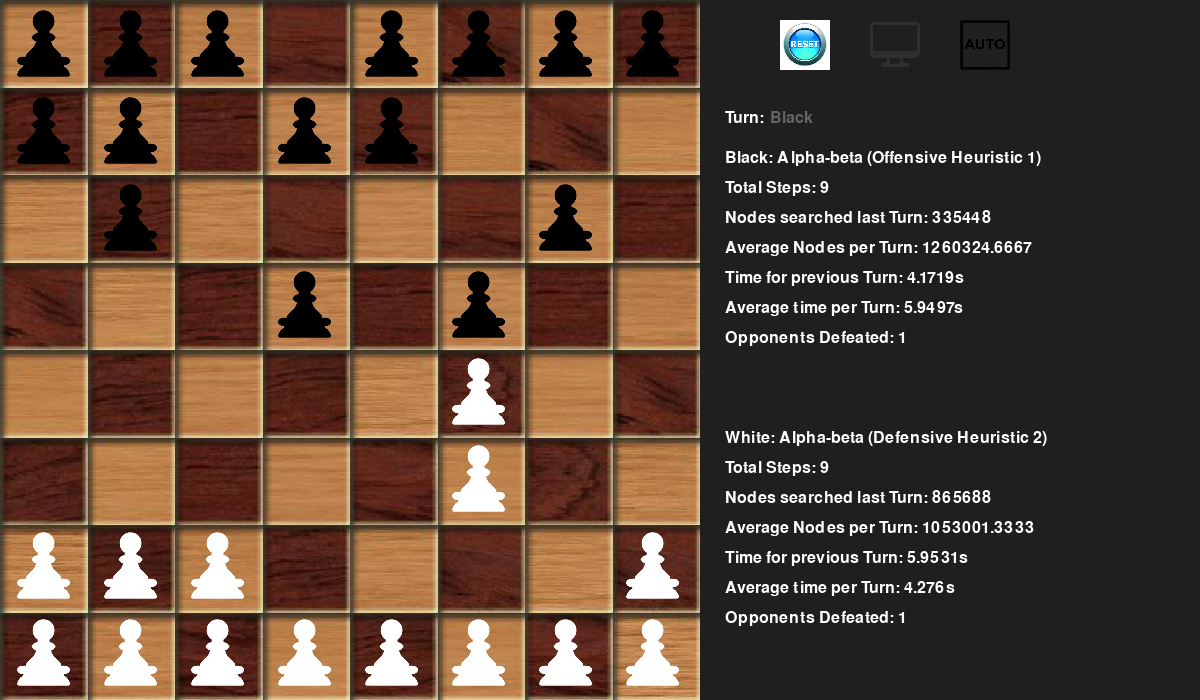 RESET
AUTO
Turn: Black
Black: Alpha-beta (Offensive Heuristic 1)
Total Steps: 9
Nodes searched last Turn: 335448
Average Nodes per Turn: 1260324.6667
Time for previous Turn: 4.1719s
Average time per Turn: 5.9497s
Opponents Defeated: 1
White: Alpha-beta (Defensive Heuristic 2)
Total Steps: 9
Nodes searched last Turn: 865688
Average Nodes per Turn: 1053001.3333
Time for previous Turn: 5.9531s
Average time per Turn: 4.276s
Opponents Defeated: 1